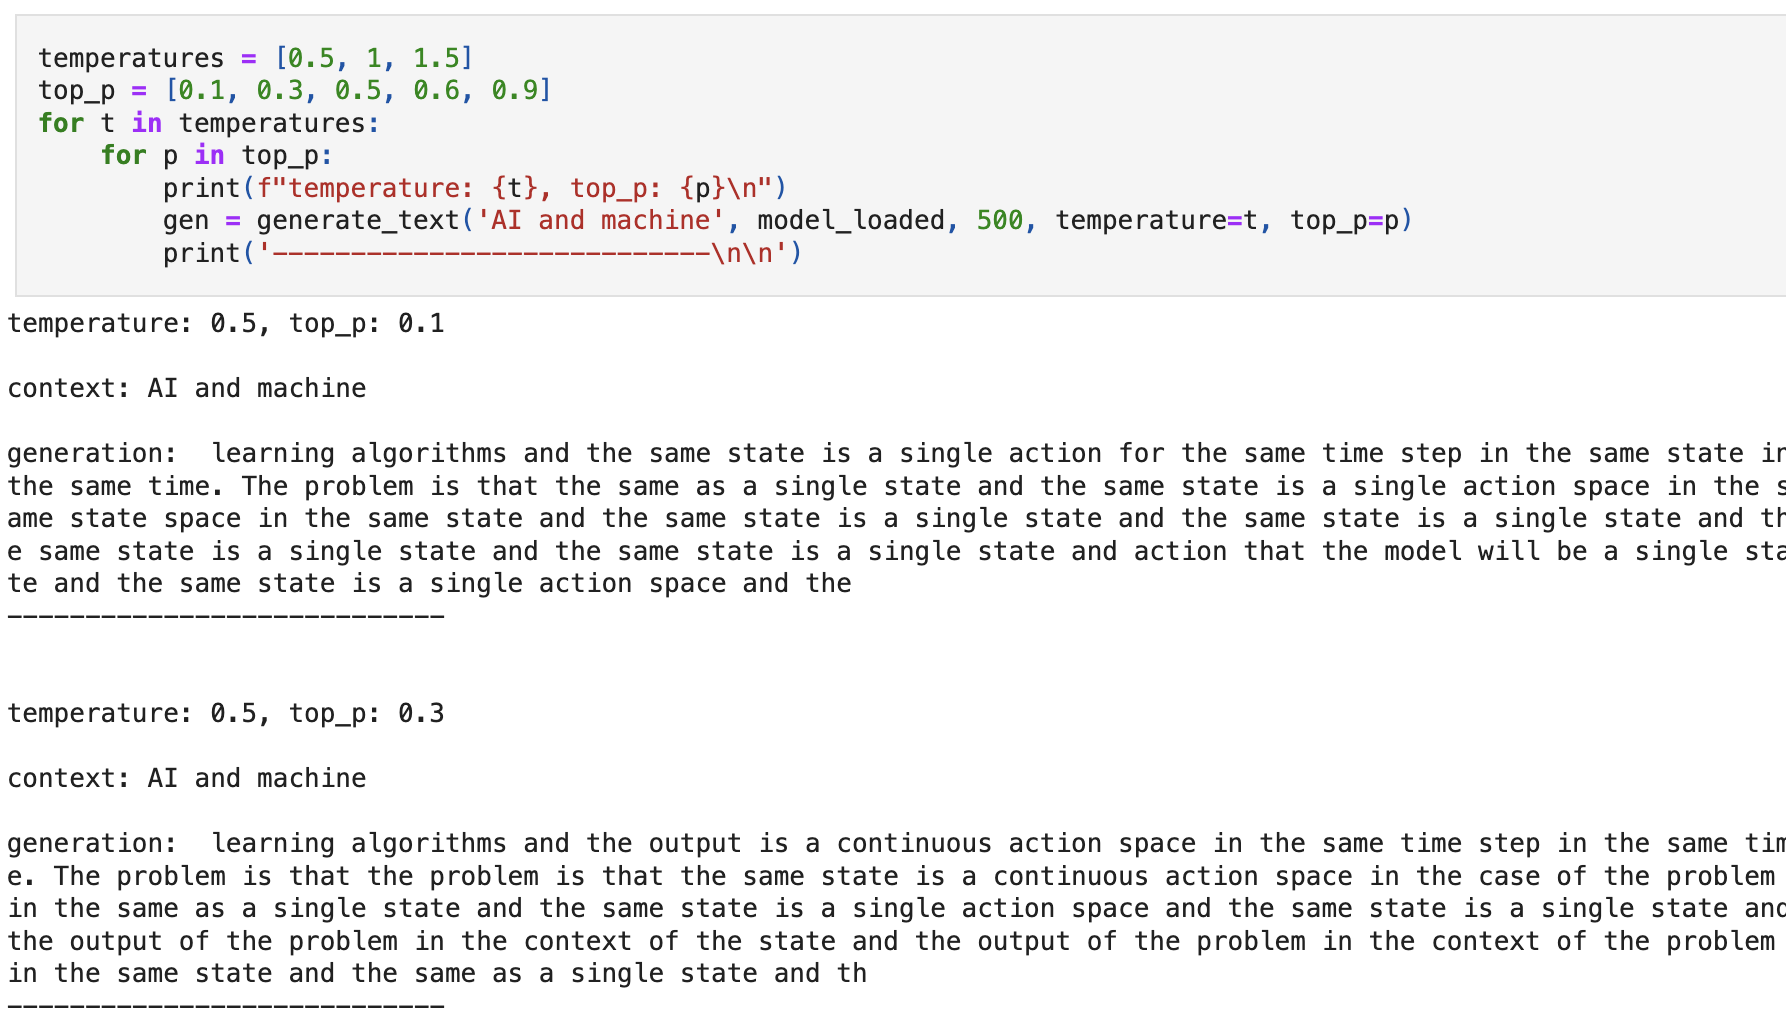 temperatures = [0.5, 1, 1.5]
top_p = [0.1, 0.3, 0.5, 0.6, 0.9]
for t in temperatures:
    for p in top_p:
        print(f"temperature: {t}, top_p: {p}\n")
        gen = generate_text('AI and machine', model_loaded, 500, temperature=t, top_p=p)
        print('----------------------------\n\n')
temperature: 0.5, top_p: 0.1
context: AI and machine
generation:  learning algorithms and the same state is a single action for the same time step in the same state in
the same time. The problem is that the same as a single state and the same state is a single action space in the s
ame state space in the same state and the same state is a single state and the same state is a single state and th
e same state is a single state and the same state is a single state and action that the model will be a single sta
te and the same state is a single action space and the
----------------------------
temperature: 0.5, top_p: 0.3
context: AI and machine
generation:  learning algorithms and the output is a continuous action space in the same time step in the same tim
e. The problem is that the problem is that the same state is a continuous action space in the case of the problem
in the same as a single state and the same state is a single action space and the same state is a single state and
the output of the problem in the context of the state and the output of the problem in the context of the problem
in the same state and the same as a single state and th
----------------------------